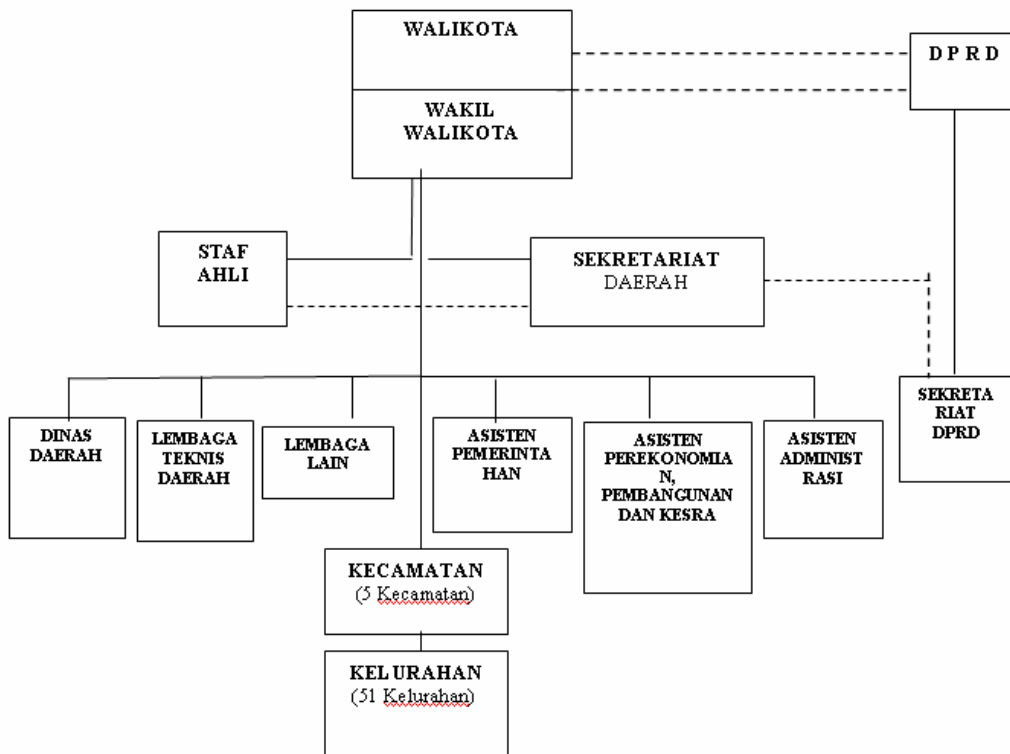 WALIKOTA
D P R D
WAKIL
WALIKOTA
STAF
AHLI
SEKRETARIAT
DAERAH
DINAS
DAERAH
LEMBAGA
TEKNIS
DAERAH
LEMBAGA
LAIN
ASISTEN
PEMERINTA
HAN
ASISTEN
PEREKONOMIA
N,
PEMBANGUNAN
DAN KESRA
ASISTEN
ADMINIST
RASI
SEKRETA
RIAT
DPRD
KECAMATAN
(5 Kecamatan)
KELURAHAN
(51 Kelurahan)